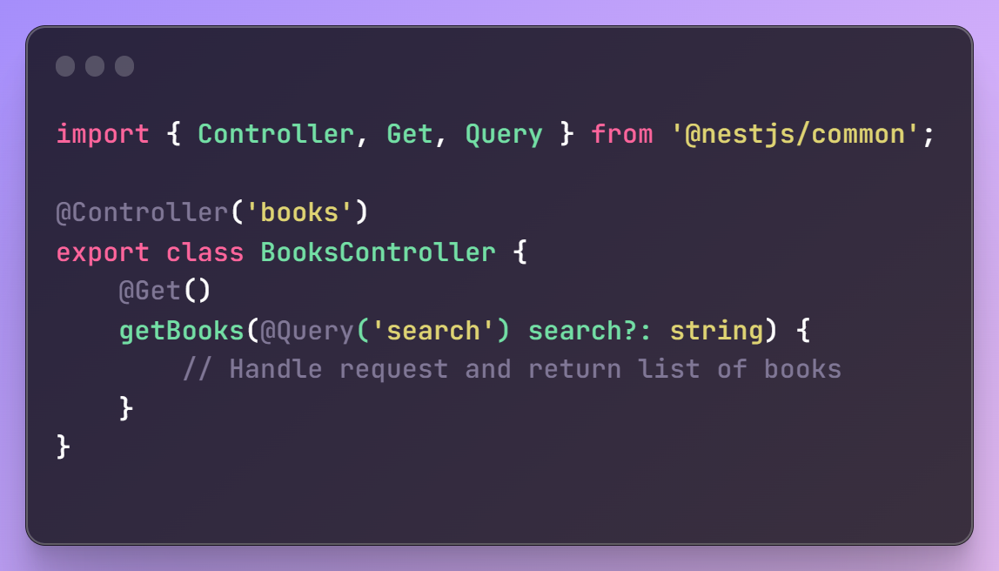 import { Controller, Get, Query } from '@nestjs/common';
@Controller('books')
export class BooksController {
    @Get()
    getBooks(@Query('search') search?: string) {
        // Handle request and return list of books
    }
}